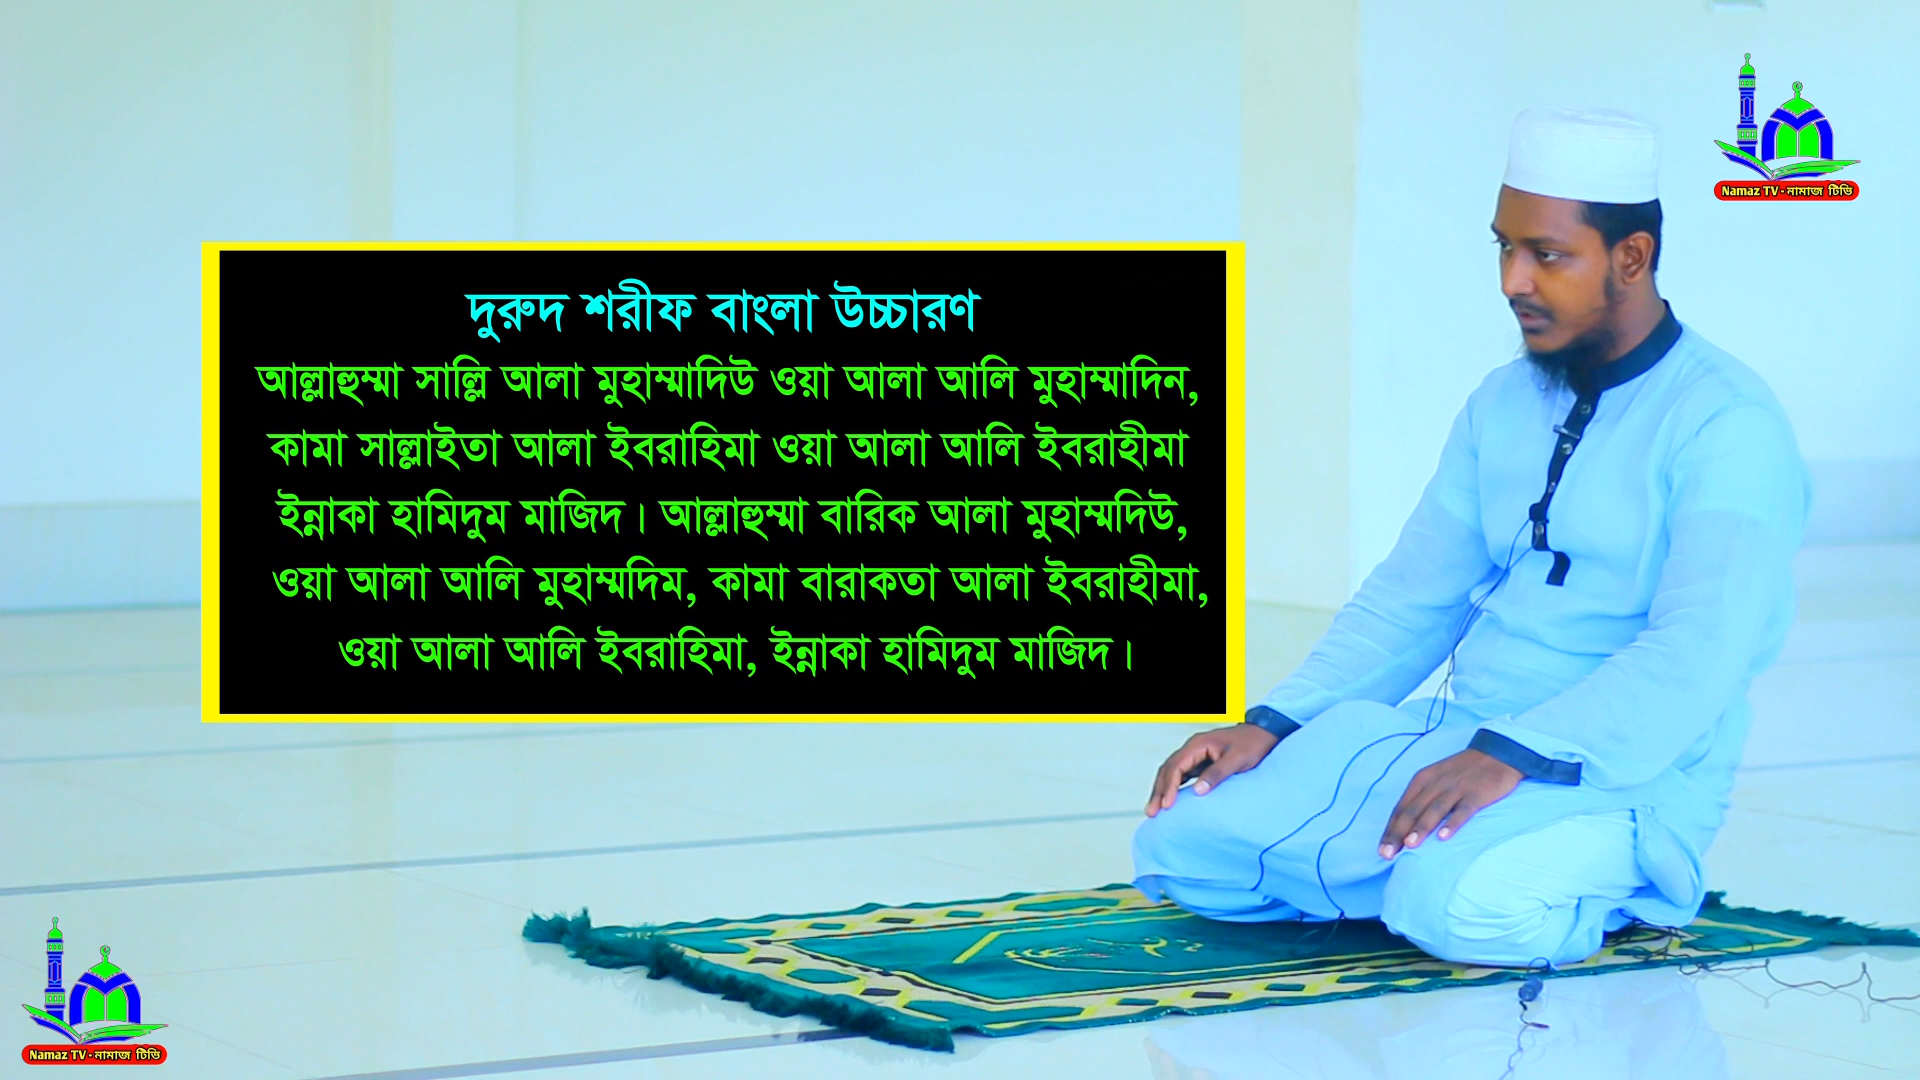 দুরুদ শরীফ বাংলা উচ্চারণ
আল্লাহুম্মা সাল্লি আলা মুহাম্মাদিউ ওয়া আলা আলি মুহাম্মাদিন,
কামা সাল্লাইতা আলা ইবরাহিমা ওয়া আলা আলি ইবরাহীমা
ইন্নাকা হামিদুম মাজিদ। আল্লাহুম্মা বারিক আলা মুহাম্মদিউ,
ওয়া আলা আলি মুহাম্মদিম, কামা বারাকতা আলা ইবরাহীমা,
ওয়া আলা আলি ইবরাহিমা, ইন্নাকা হামিদুম মাজিদ।
Namaz TV - নামাজ টিভি
Namaz TV - নামাজ টিভি